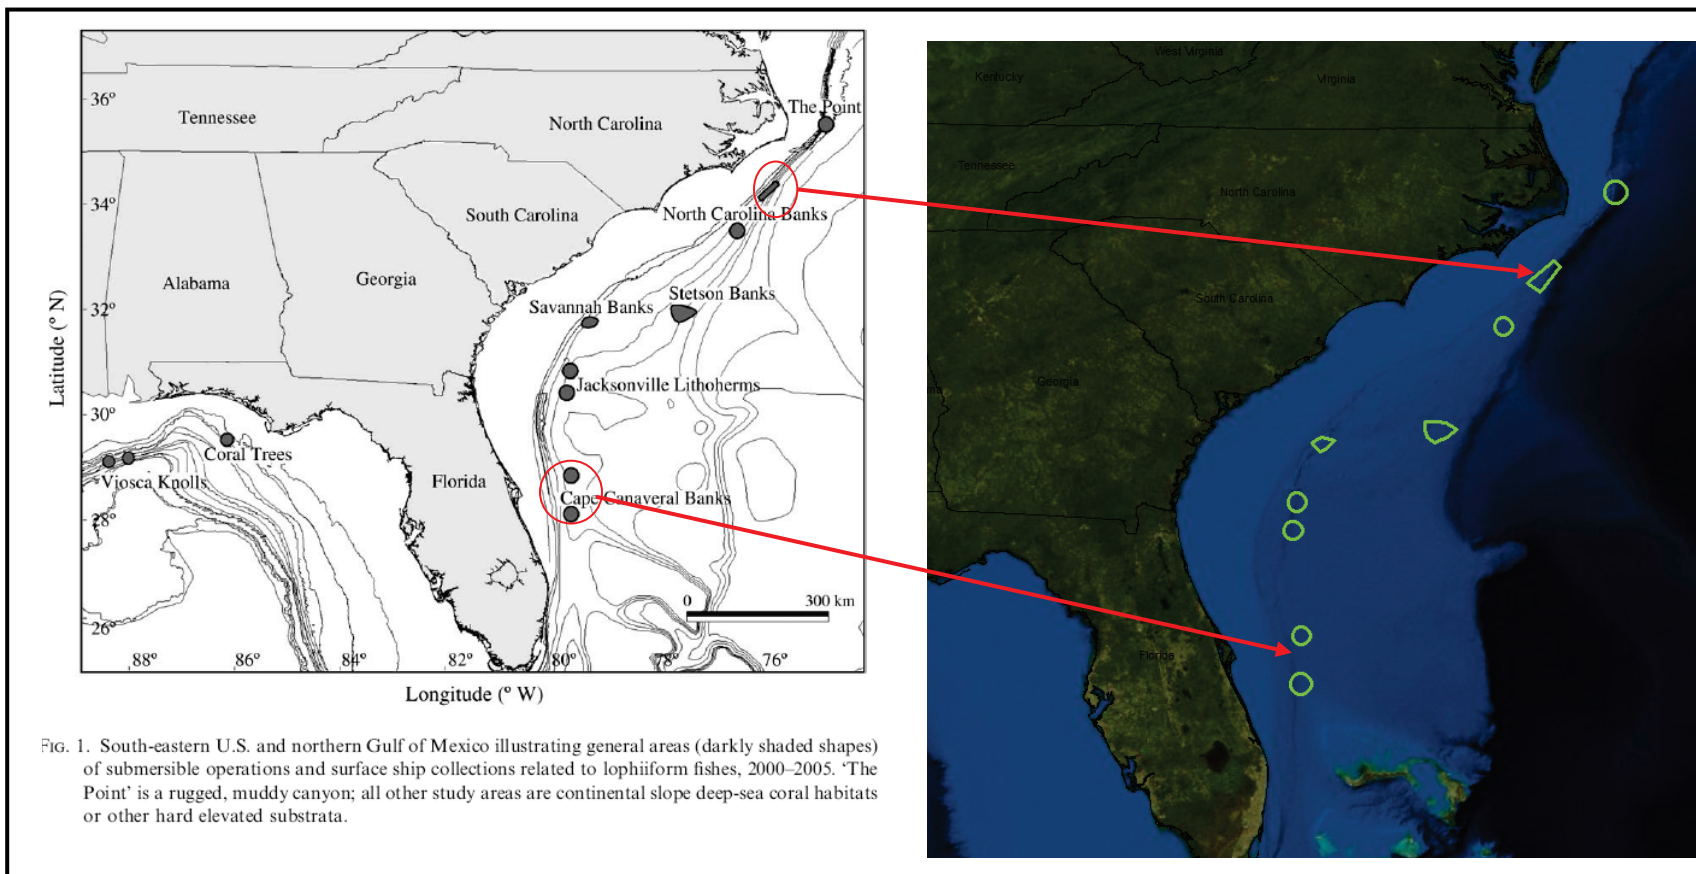 36°
34°
32°
30°
28°
26°
Latitude (° N)
Tennessee
North Carolina
The Point
South Carolina
North Carolina Banks
Alabama
Georgia
Savannah Banks
Stetson Banks
Jacksonville Lithoherms
Coral Trees
Viosca Knolls
Florida
Cape Canaveral Banks
0 300 km
88° 86° 84° 82° 80° 78° 76°
Longitude (° W)
FIG. 1. South-eastern U.S. and northern Gulf of Mexico illustrating general areas (darkly shaded shapes)
of submersible operations and surface ship collections related to lophiiform fishes, 2000–2005. ‘The
Point’ is a rugged, muddy canyon; all other study areas are continental slope deep-sea coral habitats
or other hard elevated substrata.
West Virginia
Kentucky
Virginia
Tennessee
North Carolina
South Carolina
Georgia
Florida